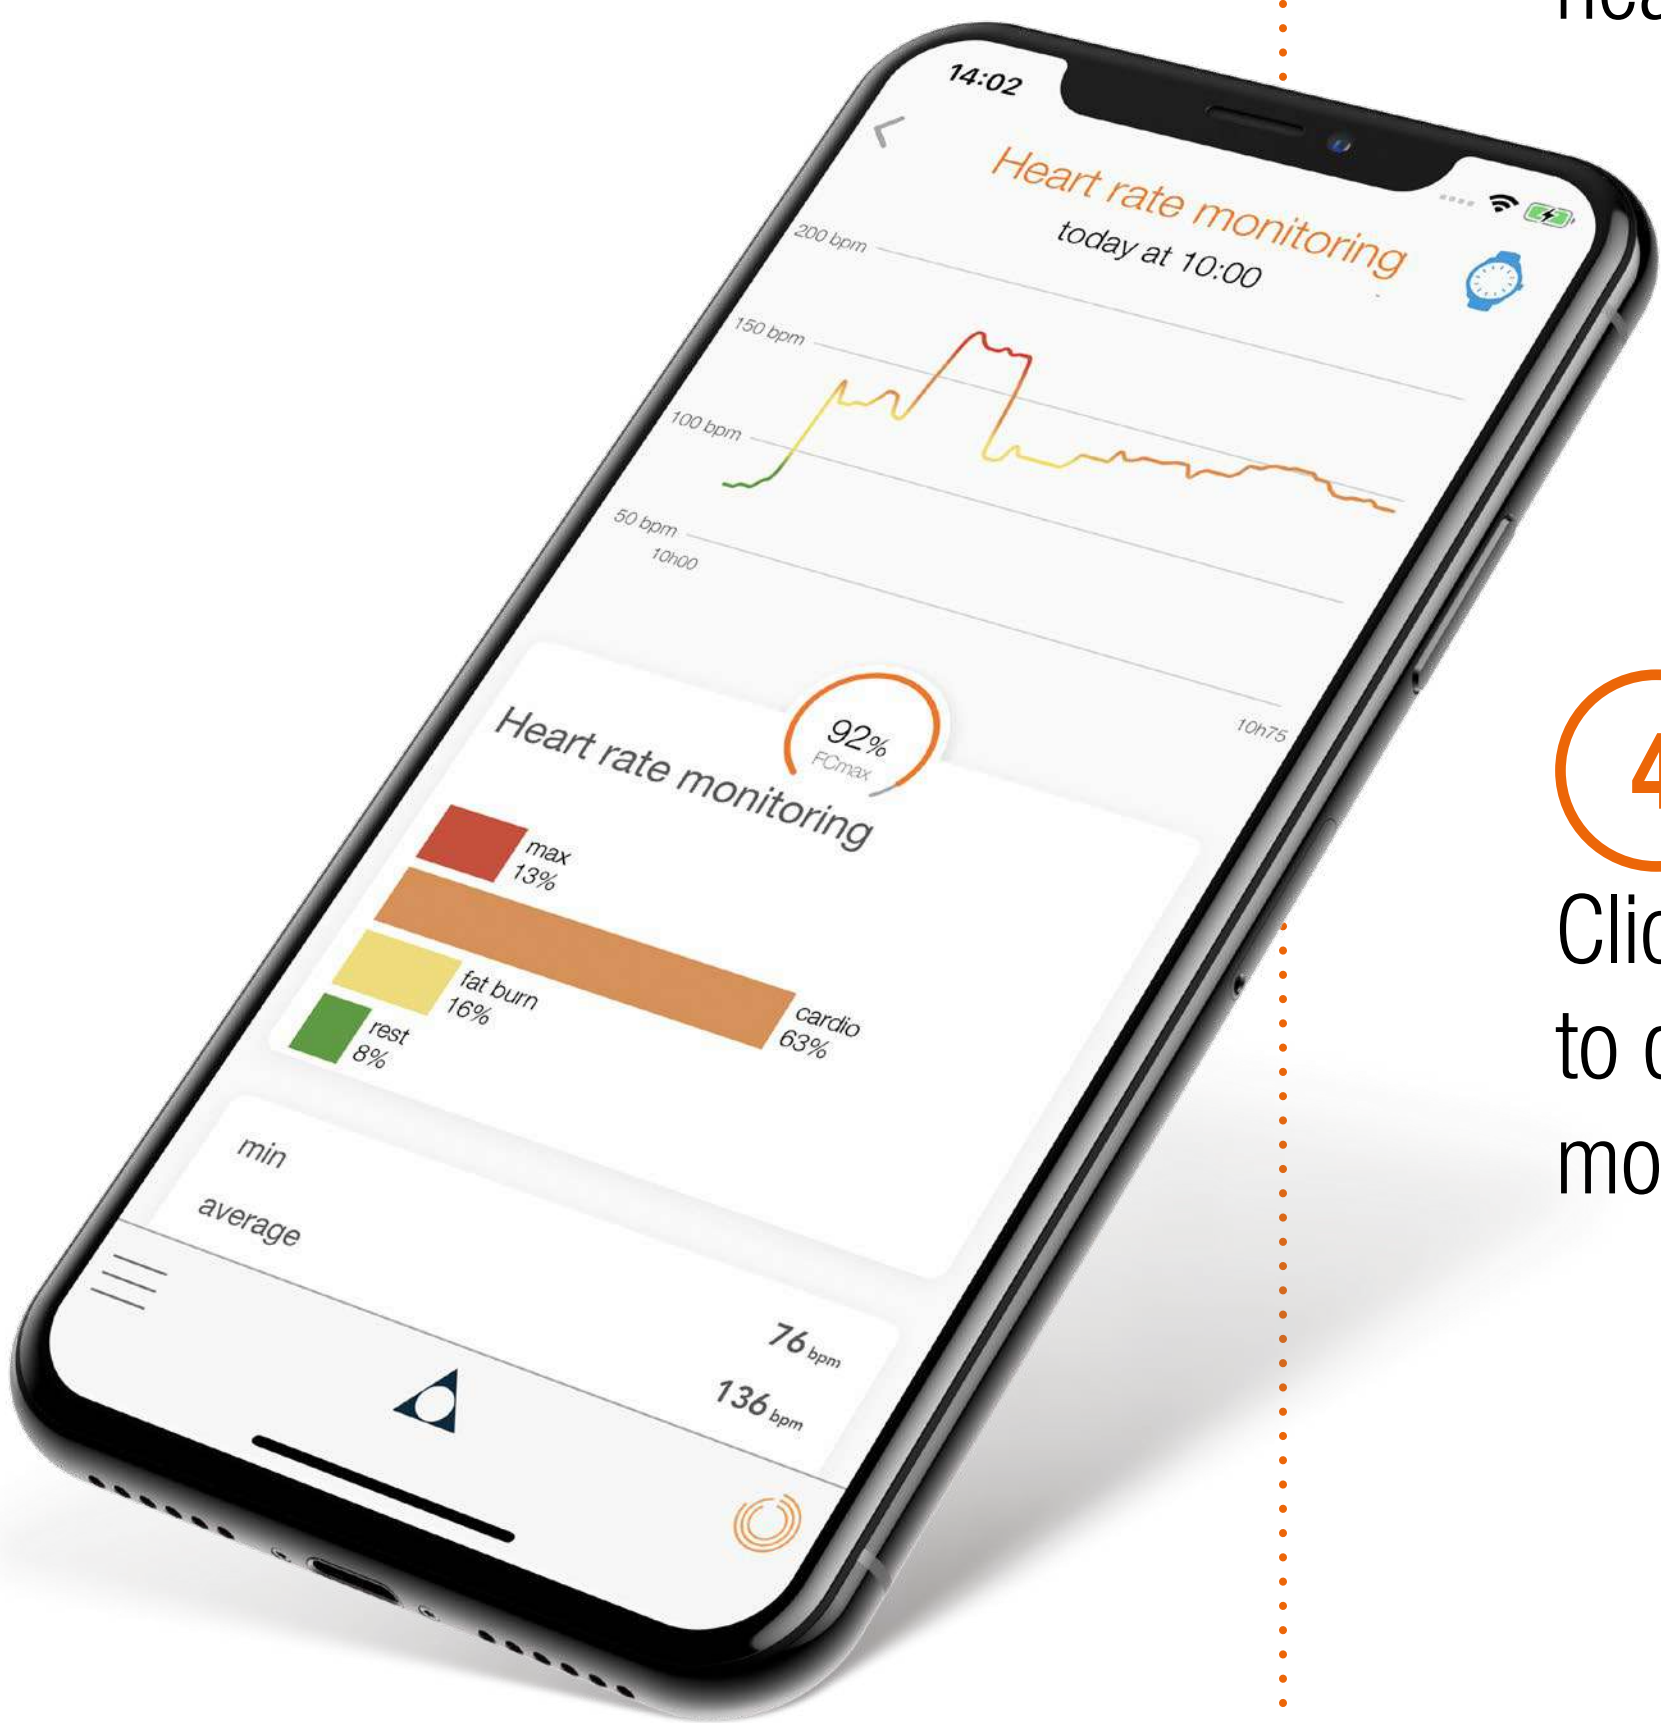 14:02
Heart rate monitoring
today at 10:00
200 bpm
150 bpm
100 bpm
50 bpm
10h00
10h75
92%
FCmax
Heart rate monitoring
max
13%
cardio
63%
fat burn
16%
rest
8%
min
76 bpm
average
136 bpm
4
to